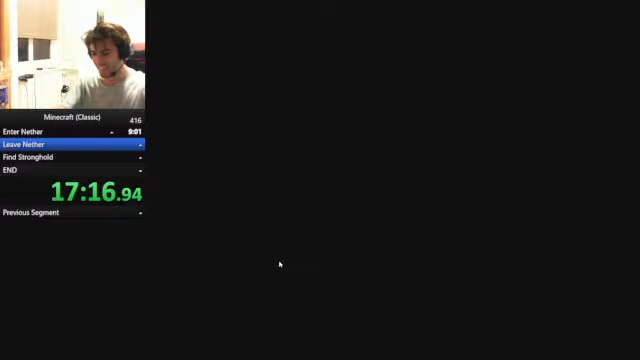 Minecraft (Classic)
416
Enter Nether - 9:01
Leave Nether -
Find Stronghold -
END -
17:16.94
Previous Segment -